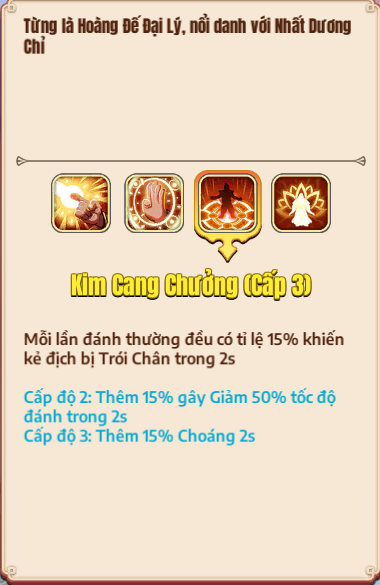 Từng là Hoàng Đế Đại Lý, nổi danh với Nhất Dương
Chỉ
Kim Cang Chưởng (Cấp 3)
Mỗi lần đánh thường đều có tỉ lệ 15% khiến
kẻ địch bị Trói Chân trong 2s
Cấp độ 2: Thêm 15% gây Giảm 50% tốc độ
đánh trong 2s
Cấp độ 3: Thêm 15% Choáng 2s